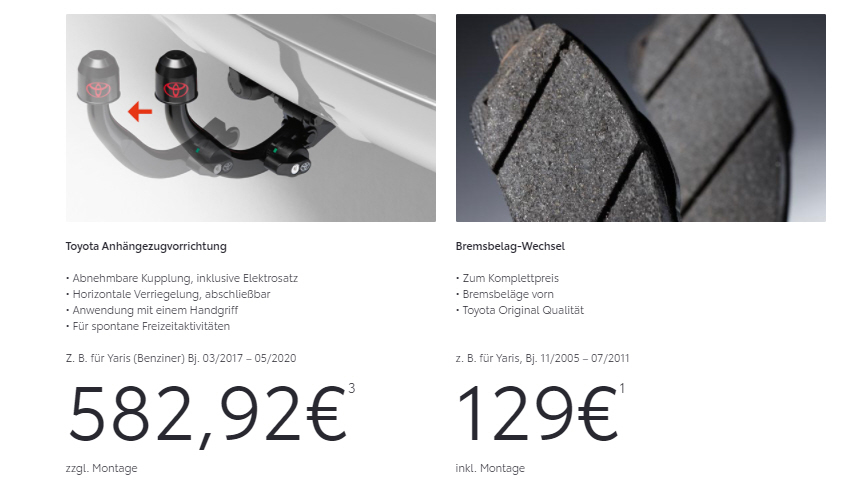 Toyota Anhängezugvorrichtung
• Abnehmbare Kupplung, inklusive Elektrosatz
• Horizontale Verriegelung, abschließbar
• Anwendung mit einem Handgriff
• Für spontane Freizeitaktivitäten
Z. B. für Yaris (Benziner) Bj. 03/2017 – 05/2020
582,92€3
zzgl. Montage
Bremsbelag-Wechsel
• Zum Komplettpreis
• Bremsbeläge vorn
• Toyota Original Qualität
z. B. für Yaris, Bj. 11/2005 – 07/2011
129€1
inkl. Montage